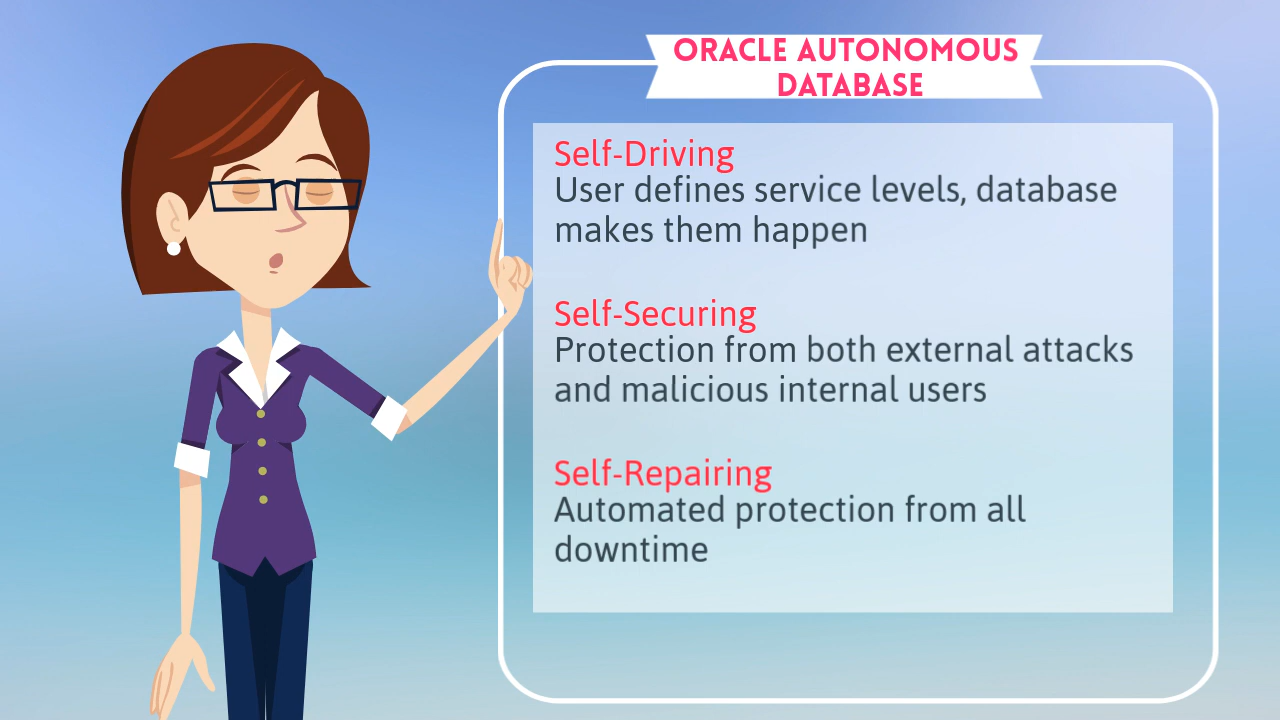 ORACLE AUTONOMOUS
DATABASE
Self-Driving
User defines service levels, database
makes them happen
Self-Securing
Protection from both external attacks
and malicious internal users
Self-Repairing
Automated protection from all
downtime